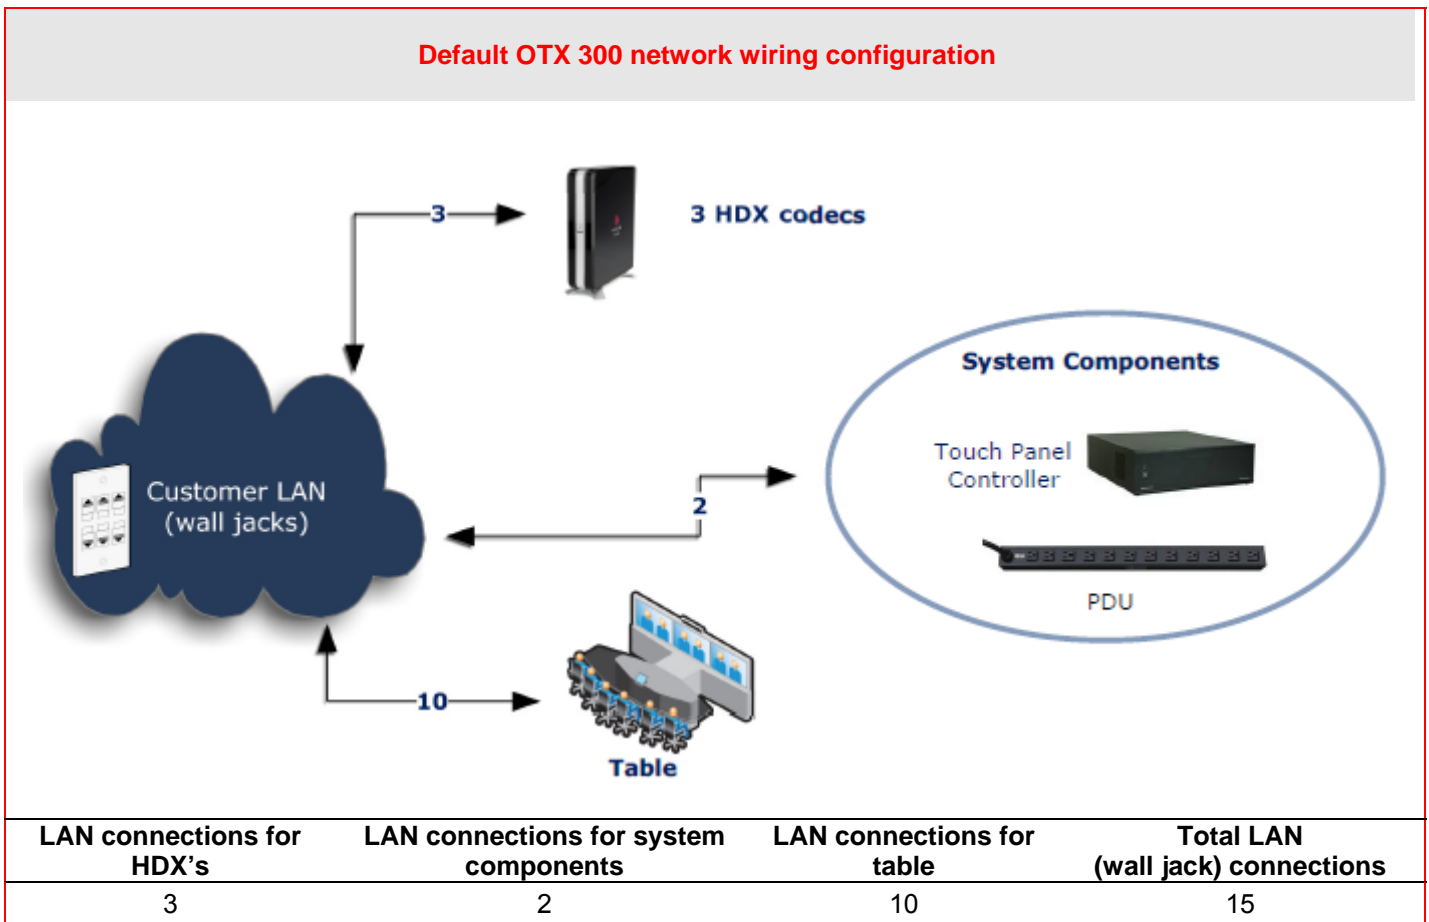 Default OTX 300 network wiring configuration
3
3 HDX codecs
System Components
Touch Panel
Controller
Customer LAN
(wall jacks)
2
PDU
10
Table
LAN connections for HDX's
LAN connections for system components
LAN connections for table
Total LAN (wall jack) connections
3
2
10
15